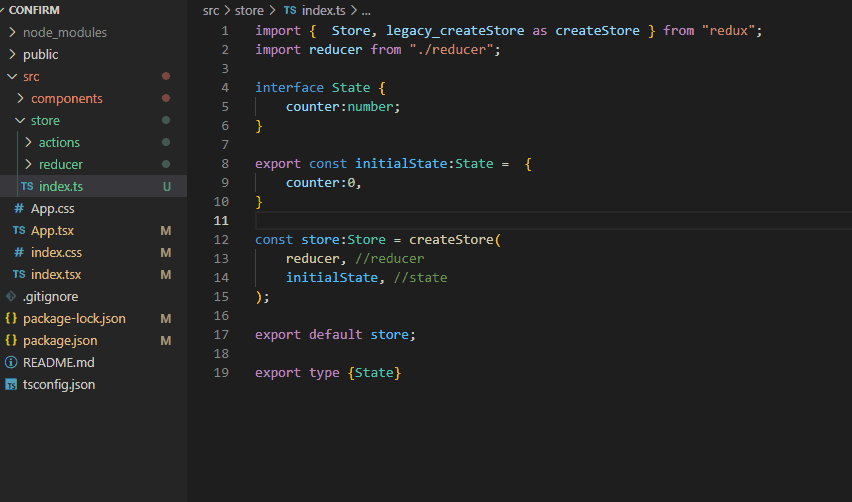 CONFIRM
node_modules
public
src
components
store
actions
reducer
TS index.ts U
# App.css
TS App.tsx M
# index.css M
TS index.tsx M
.gitignore
{} package-lock.json M
{} package.json M
README.md
TS tsconfig.json
src > store > TS index.ts > ...
1 import {  Store, legacy_createStore as createStore } from "redux";
2 import reducer from "./reducer";
3
4 interface State {
5     counter:number;
6 }
7
8 export const initialState:State =  {
9     counter:0,
10 }
11
12 const store:Store = createStore(
13     reducer, //reducer
14     initialState, //state
15 );
16
17 export default store;
18
19 export type {State}